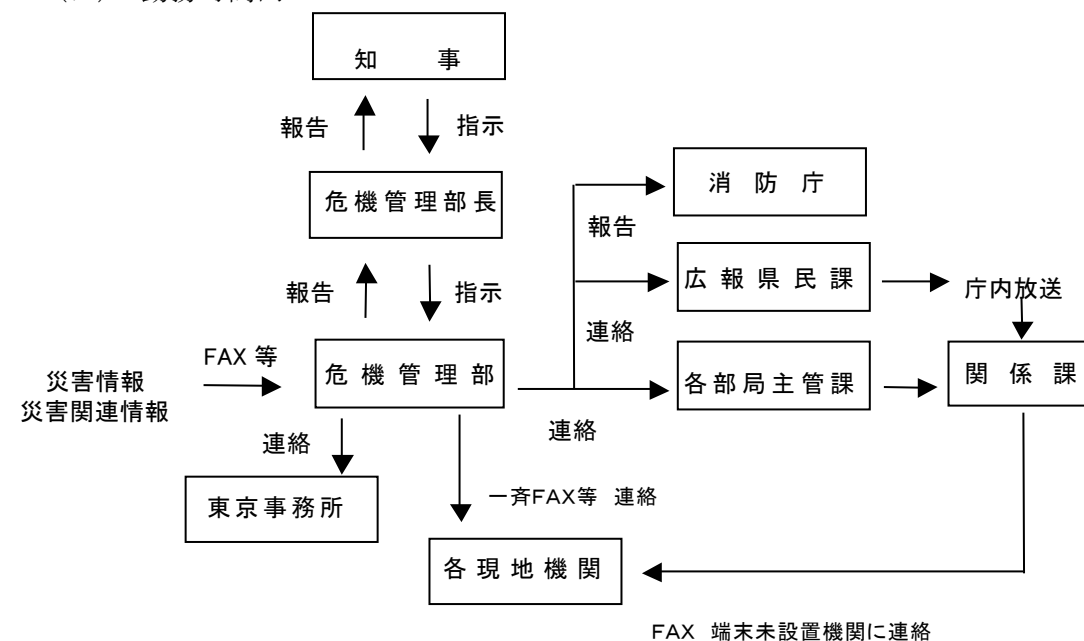 知事
報告
指示
消防庁
危機管理部長
報告
広報県民課
庁内放送
報告
指示
連絡
FAX 等
災害情報
災害関連情報
危機管理部
各部局主管課
関係課
連絡
連絡
東京事務所
一斉FAX等 連絡
各現地機関
FAX 端末未設置機関に連絡